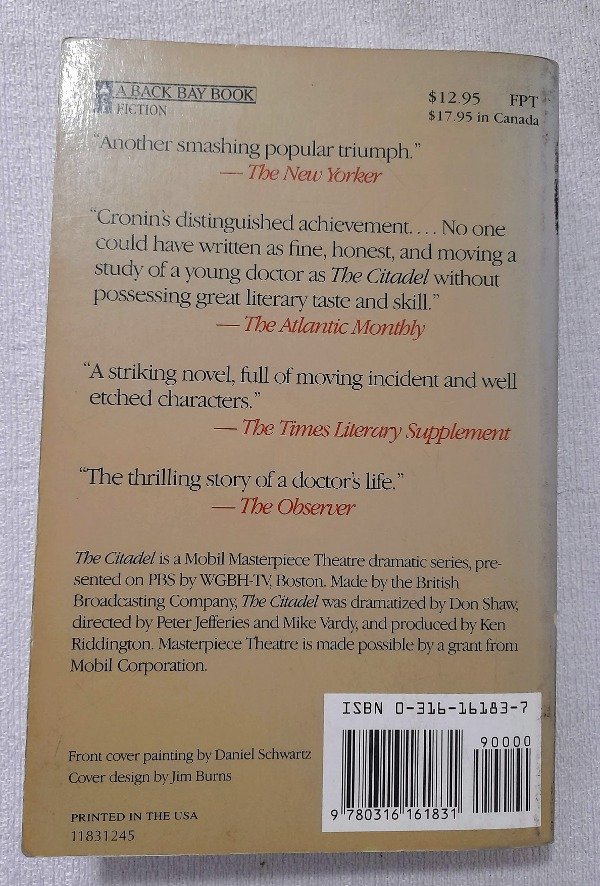 A BACK BAY BOOK
FICTION
$12.95 FPT
$17.95 in Canada
“Another smashing popular triumph.”
— The New Yorker
“Cronin's distinguished achievement.... No one
could have written as fine, honest, and moving a
study of a young doctor as The Citadel without
possessing great literary taste and skill.”
— The Atlantic Monthly
“A striking novel, full of moving incident and well
etched characters.”
— The Times Literary Supplement
“The thrilling story of a doctor's life.”
— The Observer
The Citadel is a Mobil Masterpiece Theatre dramatic series, pre-
sented on PBS by WGBH-TV, Boston. Made by the British
Broadcasting Company, The Citadel was dramatized by Don Shaw,
directed by Peter Jefferies and Mike Vardy, and produced by Ken
Riddington. Masterpiece Theatre is made possible by a grant from
Mobil Corporation.
Front cover painting by Daniel Schwartz
Cover design by Jim Burns
PRINTED IN THE USA
11831245
ISBN 0-316-16183-7
90000
9 780316 161831